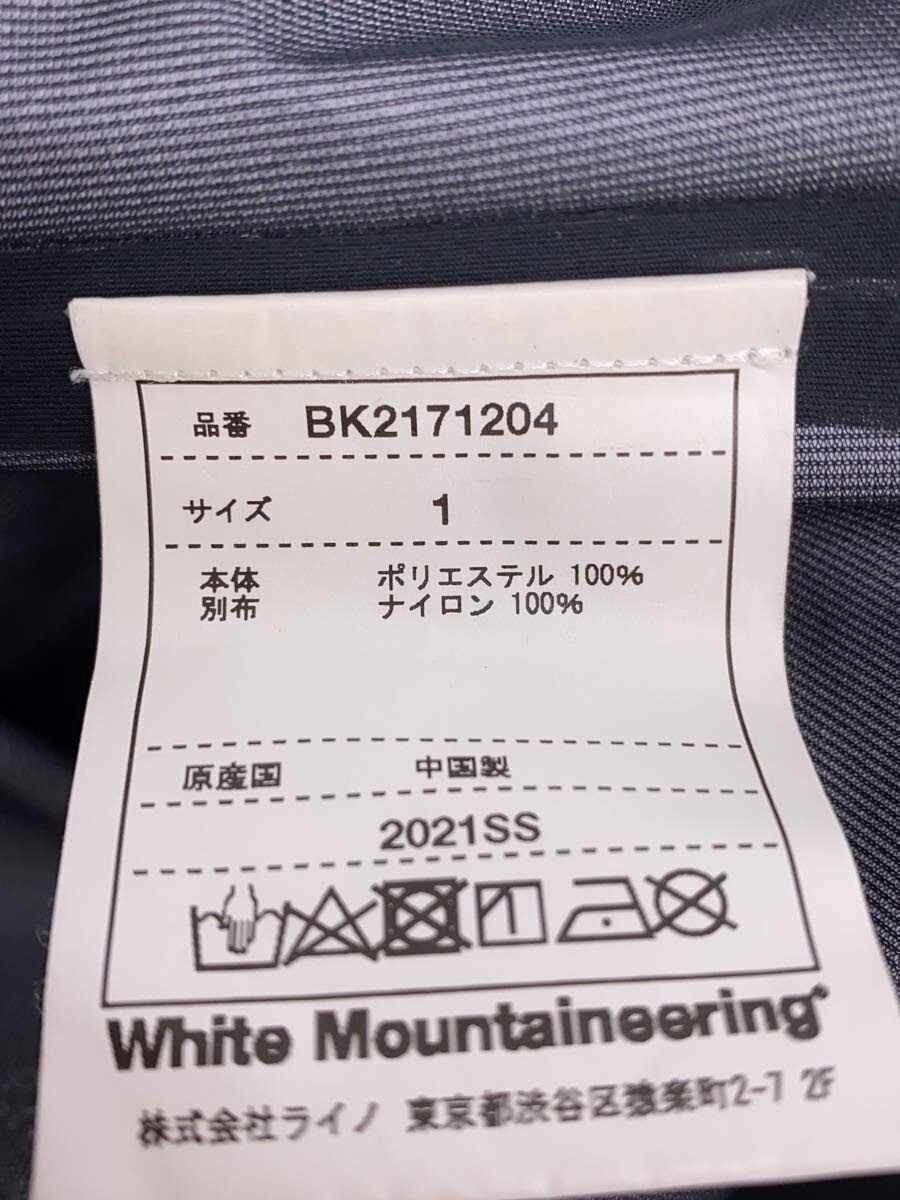 品番 BK2171204
サイズ 1
本体 ポリエステル 100%
別布 ナイロン 100%
原産国 中国製
2021SS
White Mountaineering
株式会社ライノ 東京都渋谷区猿楽町2-7 2F